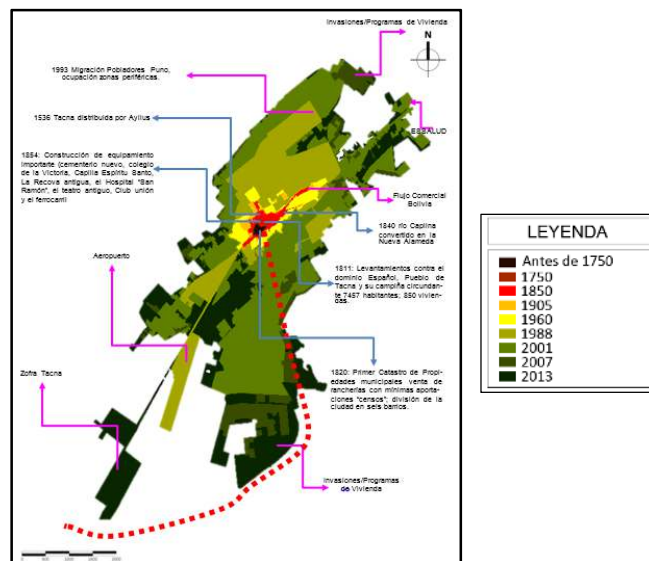 Invasiones/Programas de Vivienda
N
1993 Migración Pobladores Puno,
ocupación zonas periféricas.
1536 Tacna distribuida por Ayllus
ESSALUD
1854: Construcción de equipamiento
importante (cementerio nuevo, colegio
de la Victoria, Capilla Espíritu Santo,
La Recova antigua, el Hospital "San
Ramón", el teatro antiguo, Club unión
y el ferrocarril
Flujo Comercial
Bolivia
1840 río Caplina
convertido en la
Nueva Alameda
Aeropuerto
1811: Levantamientos contra el
dominio Español, Pueblo de
Tacna y su campiña circundan-
te 7457 habitantes; 850 vivien-
das.
Zofra Tacna
1820: Primer Catastro de Propie-
dades municipales venta de
rancherías con mínimas aporta-
ciones "censos"; división de la
ciudad en seis barrios.
Invasiones/Programas
de Vivienda
LEYENDA
Antes de 1750
1750
1850
1905
1960
1988
2001
2007
2013